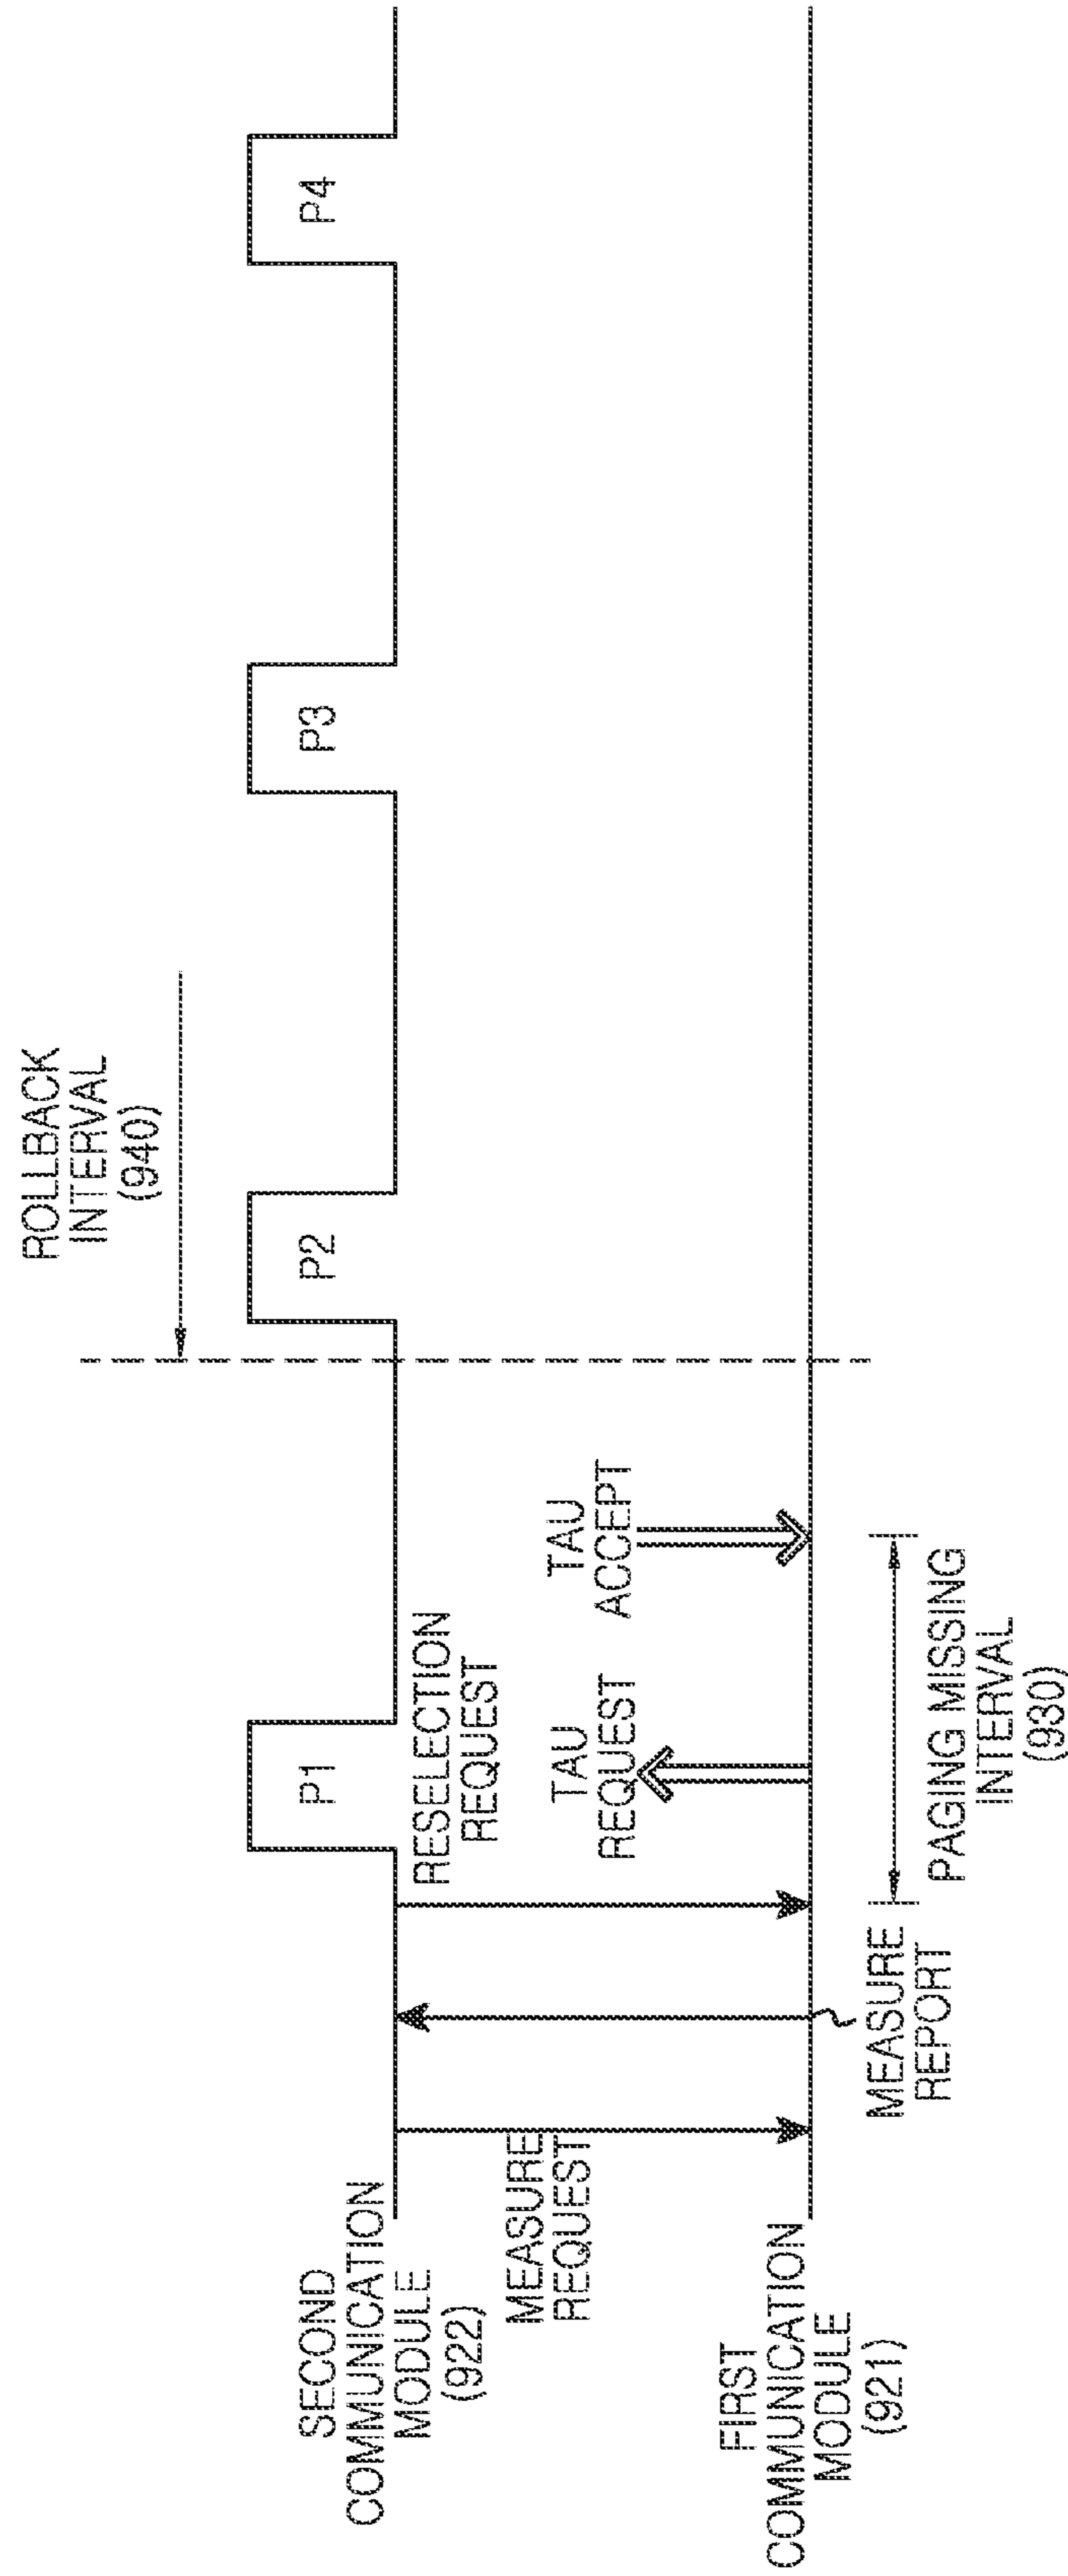 ROLLBACK
INTERVAL
(940)
SECOND
COMMUNICATION
MODULE
(922)
P1
P2
P3
P4
MEASURE
REQUEST
RESELECTION
REQUEST
TAU
REQUEST
TAU
ACCEPT
FIRST
COMMUNICATION
MODULE
(921)
MEASURE
REPORT
PAGING MISSING
INTERVAL
(930)